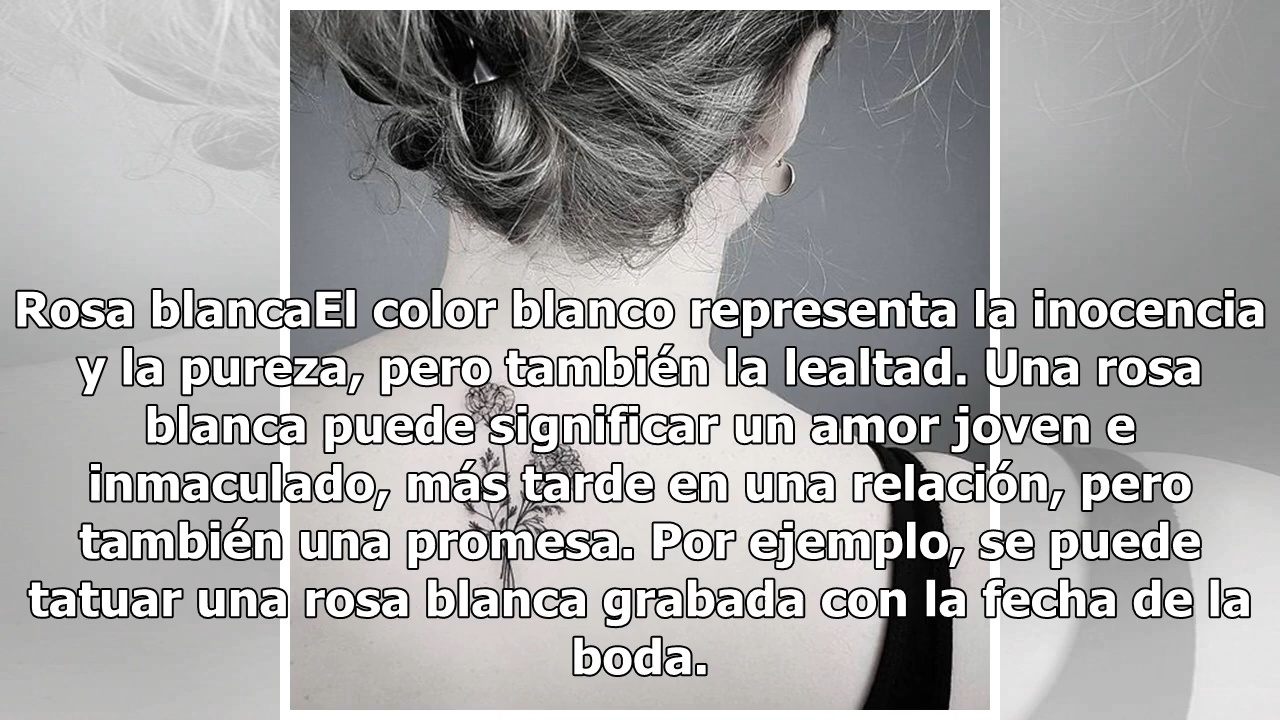 Rosa blancaEl color blanco representa la inocencia
y la pureza, pero también la lealtad. Una rosa
blanca puede significar un amor joven e
inmaculado, más tarde en una relación, pero
también una promesa. Por ejemplo, se puede
tatuar una rosa blanca grabada con la fecha de la
boda.